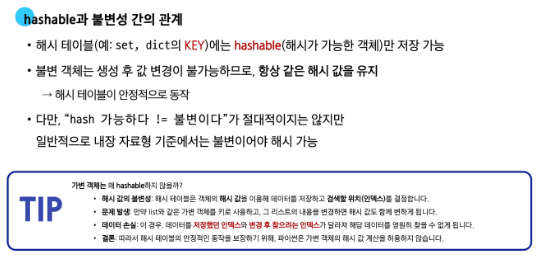 hashable과 불변성 간의 관계
• 해시 테이블(예: set, dict의 KEY)에는 hashable(해시가 가능한 객체)만 저장 가능
• 불변 객체는 생성 후 값 변경이 불가능하므로, 항상 같은 해시 값을 유지
→ 해시 테이블이 안정적으로 동작
• 다만, "hash 가능하다 != 불변이다"가 절대적이지는 않지만
일반적으로 내장 자료형 기준에서는 불변이어야 해시 가능
TIP
가변 객체는 왜 hashable하지 않을까?
• 해시 값의 불변성: 해시 테이블은 객체의 해시 값을 이용해 데이터를 저장하고 검색할 위치(인덱스)를 결정합니다.
• 문제 발생: 만약 list와 같은 가변 객체를 키로 사용하고, 그 리스트의 내용을 변경하면 해시 값도 함께 변하게 됩니다.
• 데이터 손실: 이 경우, 데이터를 저장했던 인덱스와 변경 후 찾으려는 인덱스가 달라져 해당 데이터를 영원히 찾을 수 없게 됩니다.
• 결론: 따라서 해시 테이블의 안정적인 동작을 보장하기 위해, 파이썬은 가변 객체의 해시 값 계산을 허용하지 않습니다.